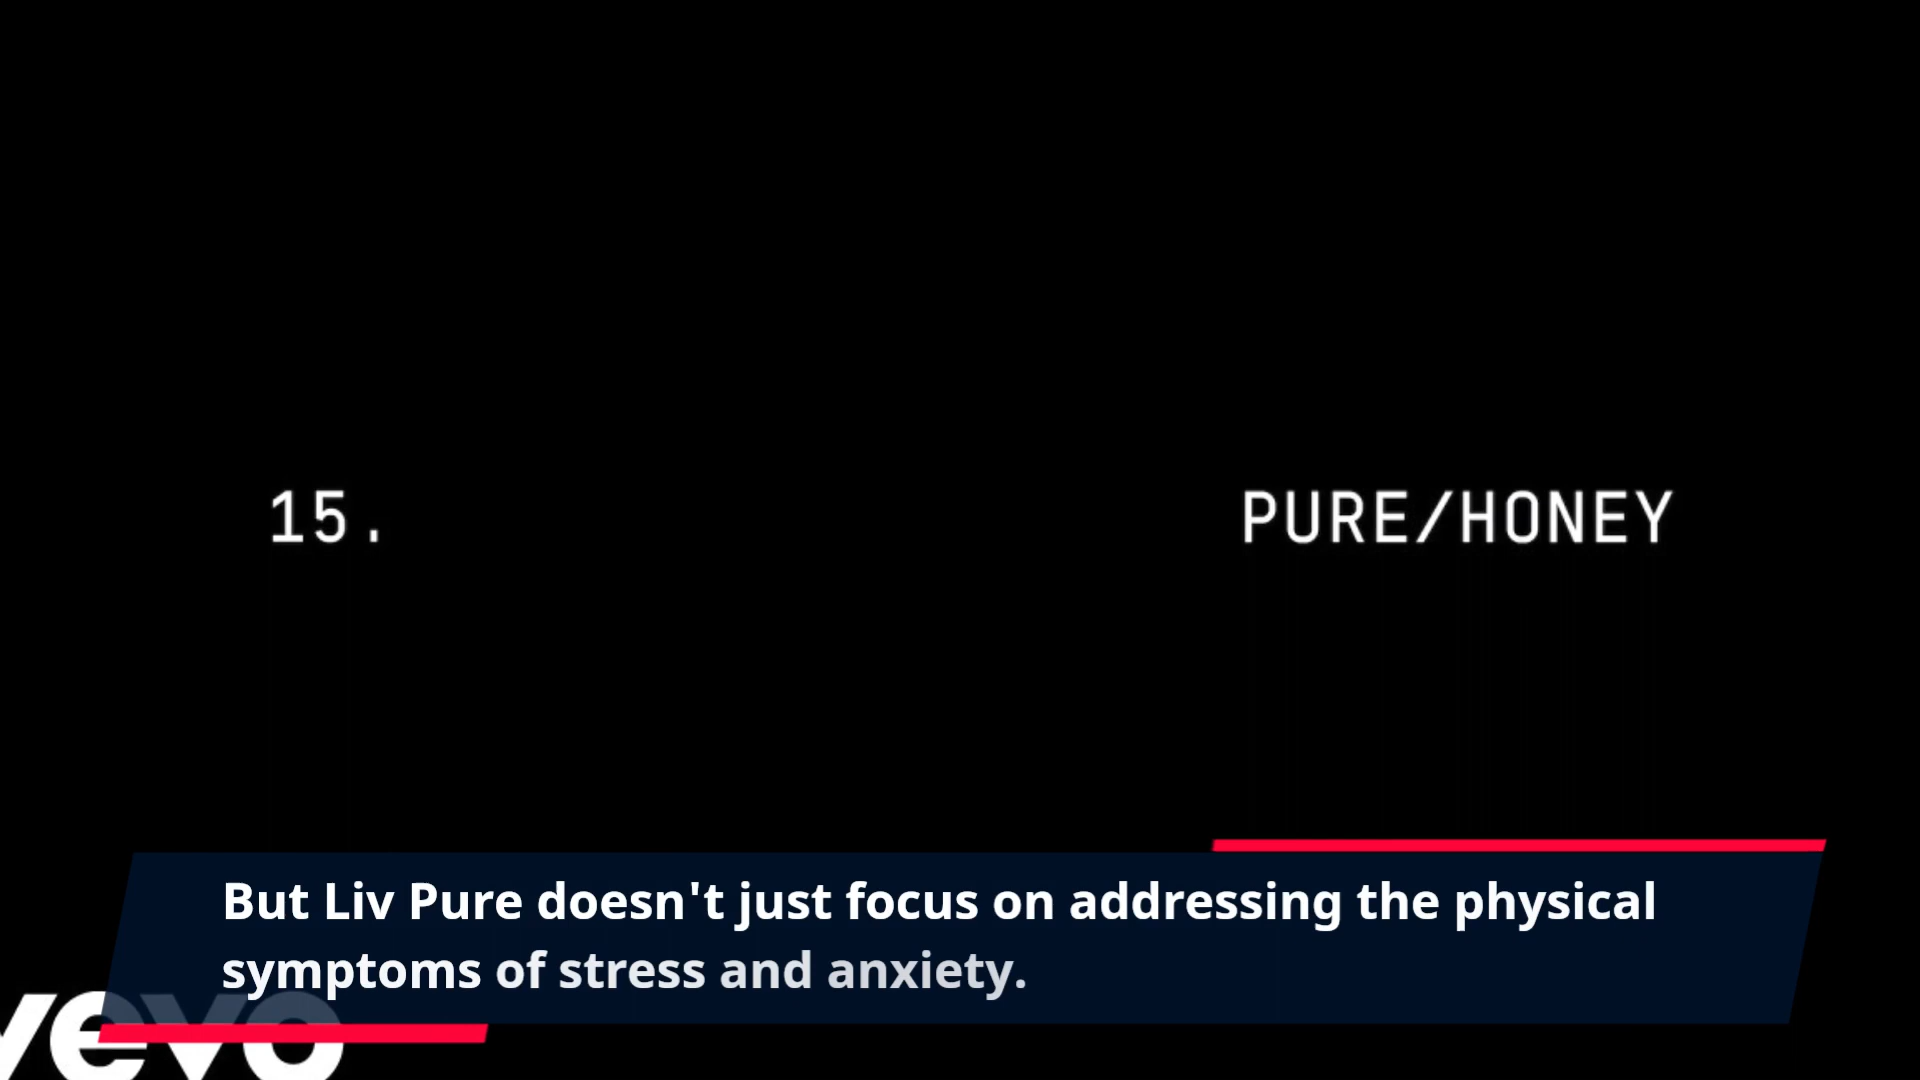 15. PURE/HONEY
But Liv Pure doesn't just focus on addressing the physical
symptoms of stress and anxiety.
vevo